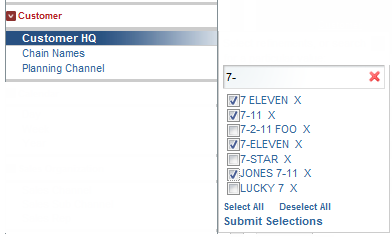 Customer
Customer HQ
Chain Names
Planning Channel
7-
7 ELEVEN X
7-11 X
7-2-11 FOO X
7-ELEVEN X
7-STAR X
JONES 7-11 X
LUCKY 7 X
Select All Deselect All
Submit Selections